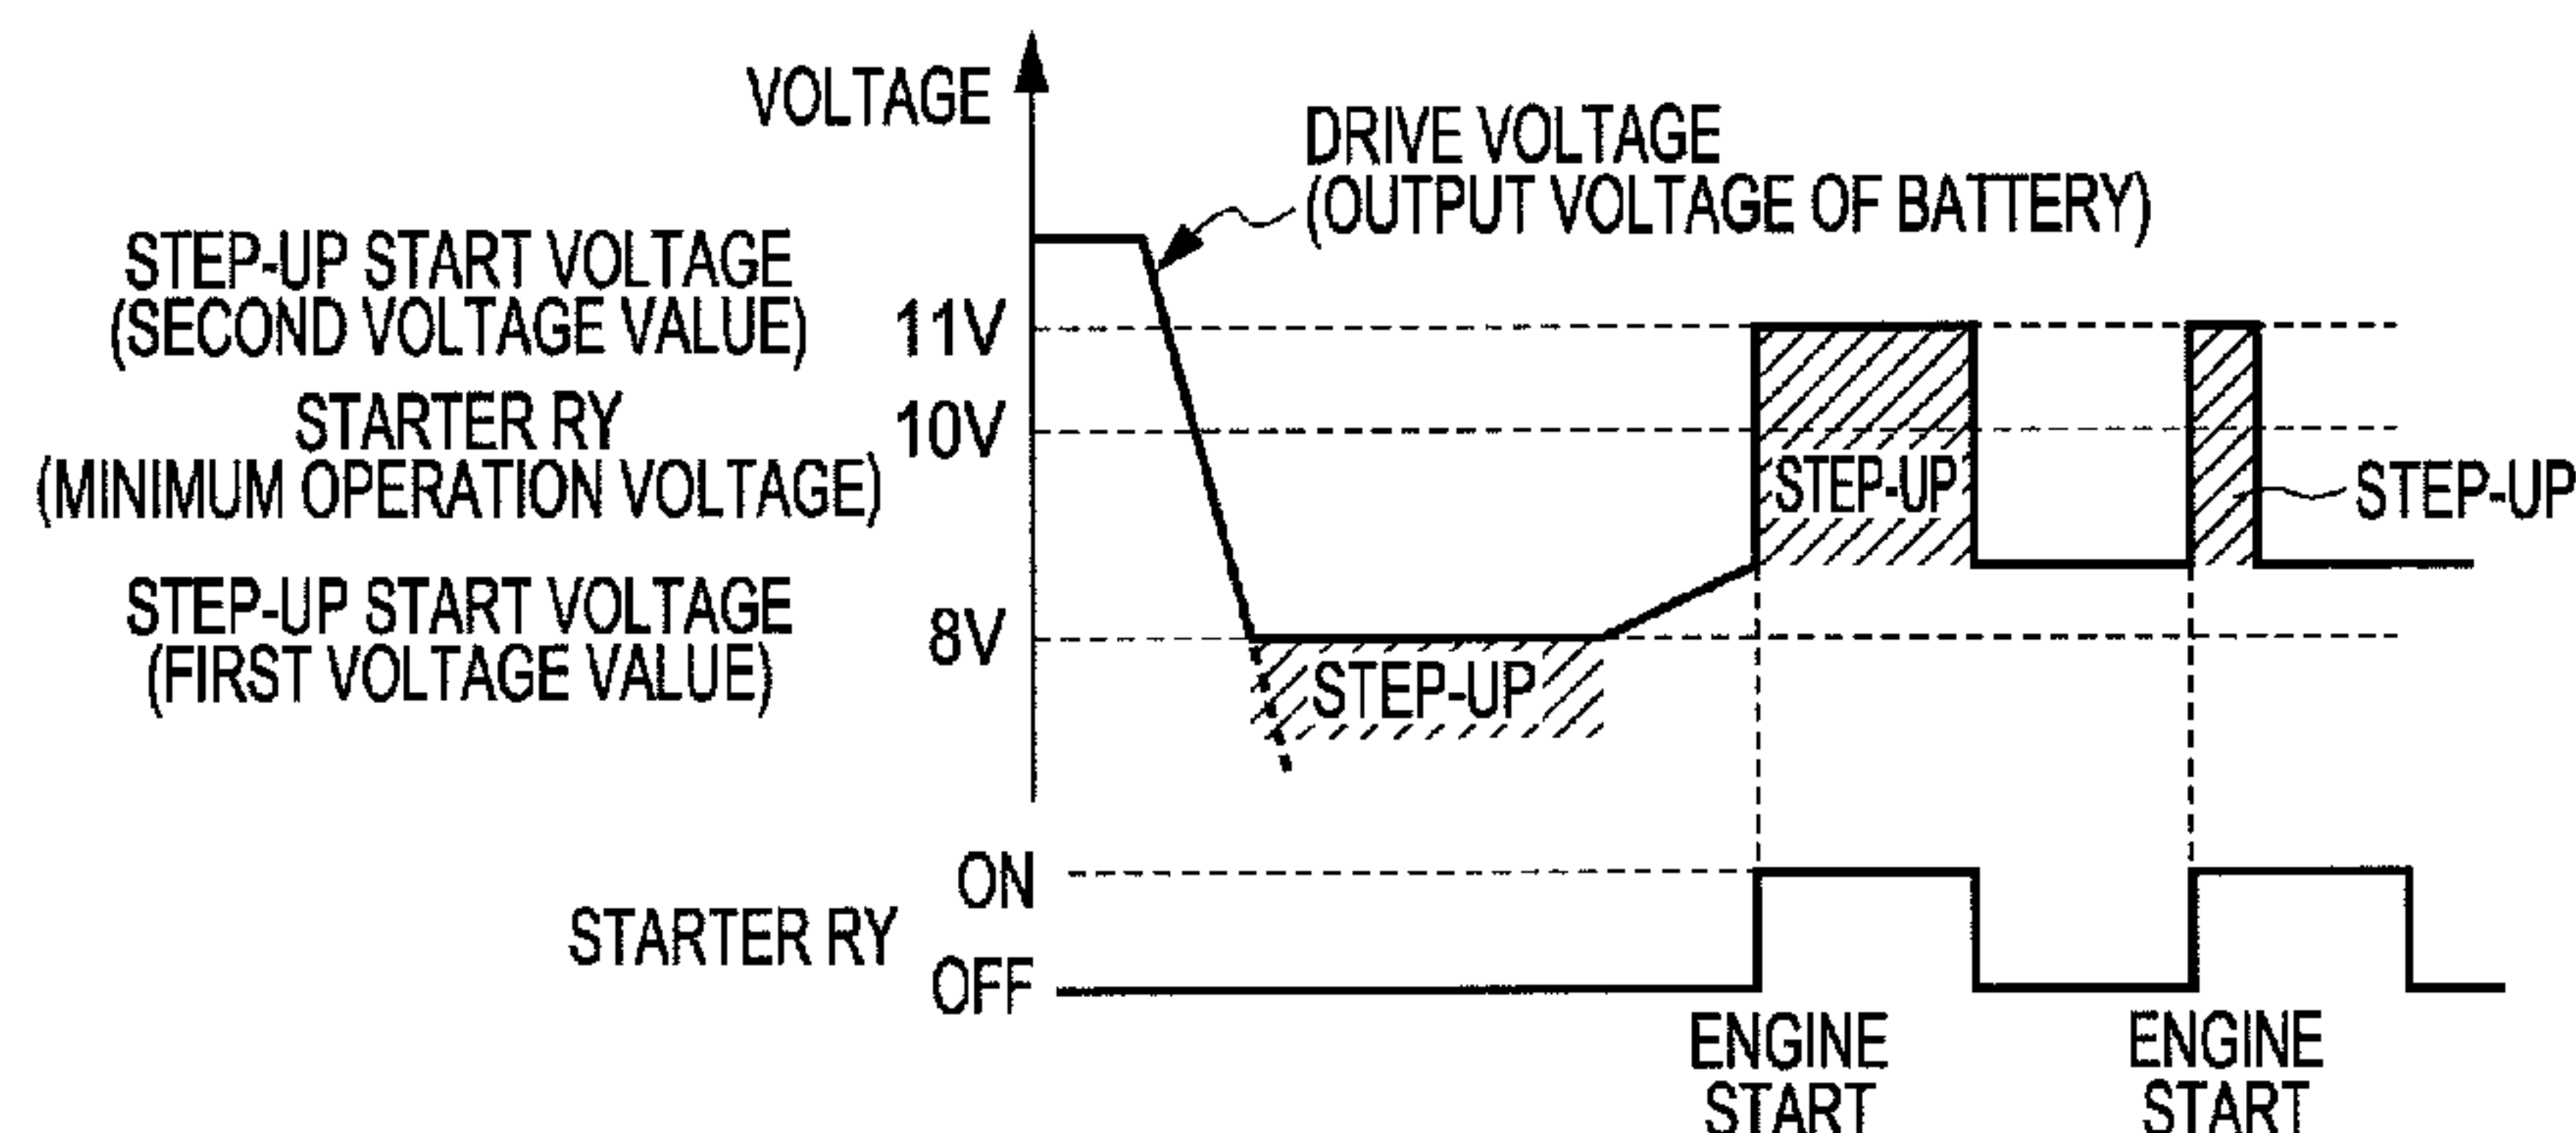 VOLTAGE
DRIVE VOLTAGE
(OUTPUT VOLTAGE OF BATTERY)
STEP-UP START VOLTAGE
(SECOND VOLTAGE VALUE)
11V
STARTER RY
(MINIMUM OPERATION VOLTAGE)
10V
STEP-UP
STEP-UP
STEP-UP START VOLTAGE
(FIRST VOLTAGE VALUE)
8V
STEP-UP
STARTER RY
ON
OFF
ENGINE
START
ENGINE
START